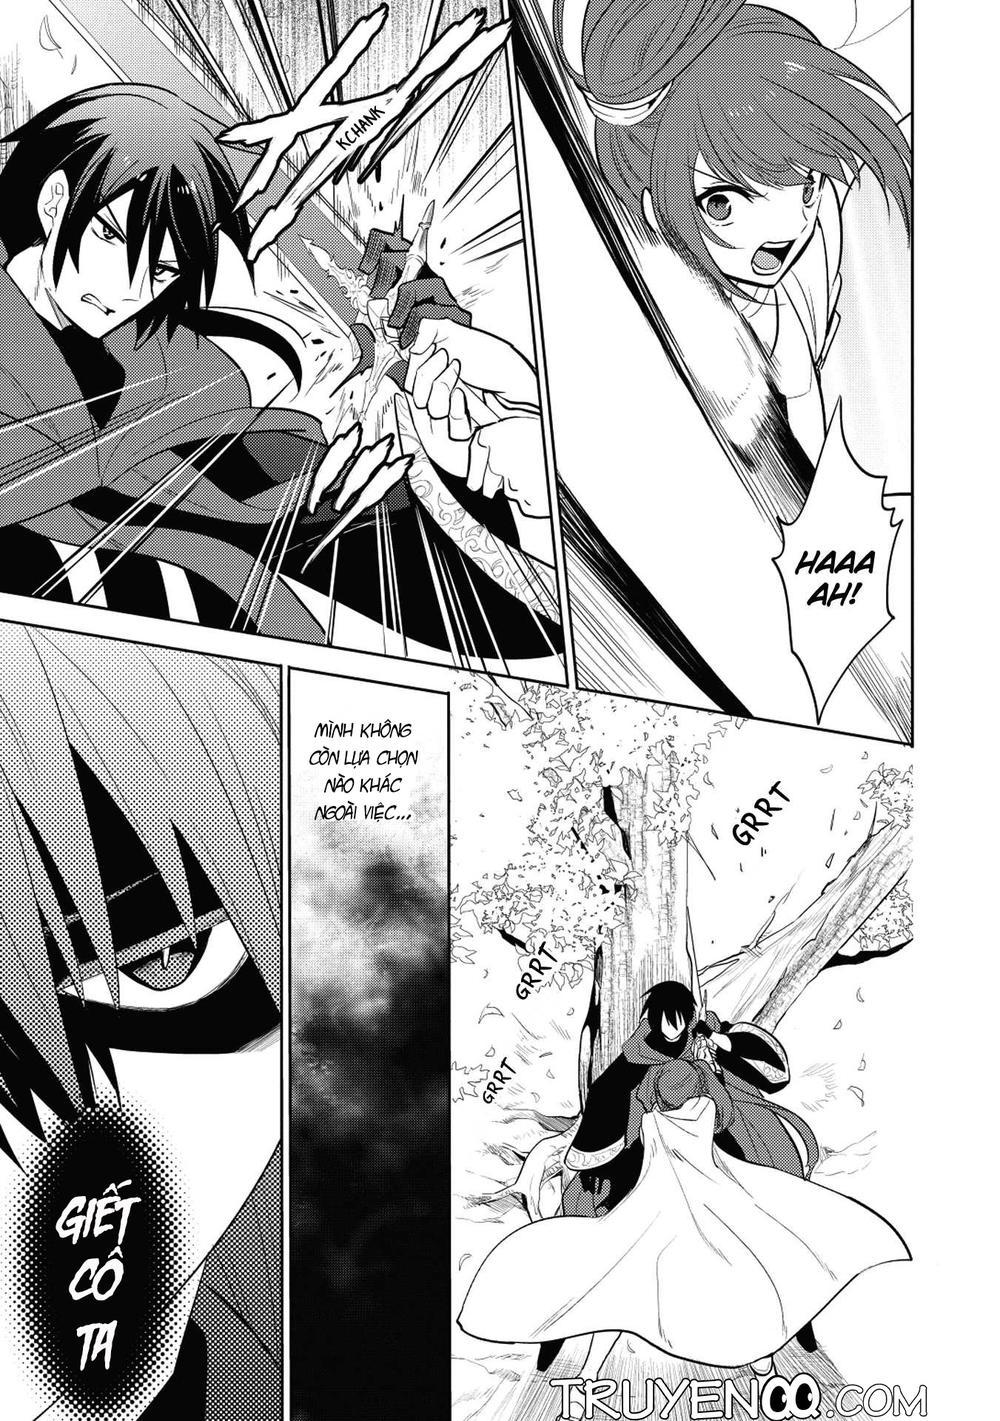 HAAA
AH!
KCHANK
GRRT
GRRT
GRRT
MÌNH KHÔNG
CÒN LỰA CHỌN
NÀO KHÁC
NGOÀI VIỆC...
GIẾT
CÔ
TA
TRUYENQQ.COM